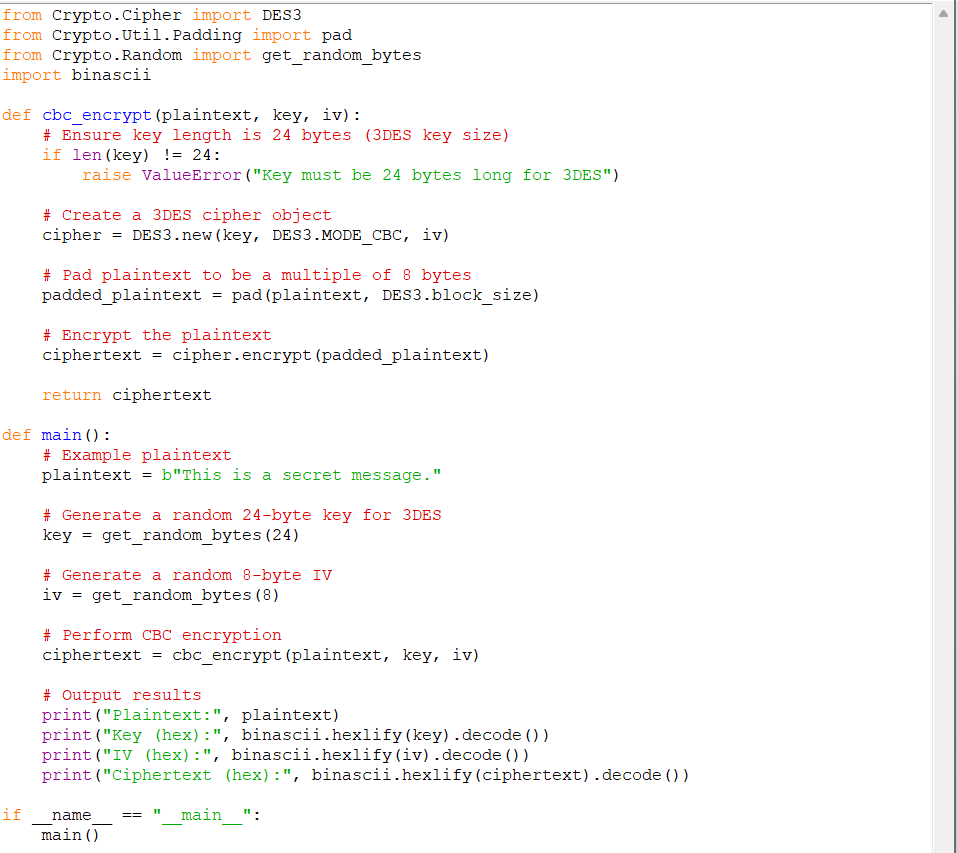 from Crypto.Cipher import DES3
from Crypto.Util.Padding import pad
from Crypto.Random import get_random_bytes
import binascii

def cbc_encrypt(plaintext, key, iv):
    # Ensure key length is 24 bytes (3DES key size)
    if len(key) != 24:
        raise ValueError("Key must be 24 bytes long for 3DES")

    # Create a 3DES cipher object
    cipher = DES3.new(key, DES3.MODE_CBC, iv)

    # Pad plaintext to be a multiple of 8 bytes
    padded_plaintext = pad(plaintext, DES3.block_size)

    # Encrypt the plaintext
    ciphertext = cipher.encrypt(padded_plaintext)

    return ciphertext

def main():
    # Example plaintext
    plaintext = b"This is a secret message."

    # Generate a random 24-byte key for 3DES
    key = get_random_bytes(24)

    # Generate a random 8-byte IV
    iv = get_random_bytes(8)

    # Perform CBC encryption
    ciphertext = cbc_encrypt(plaintext, key, iv)

    # Output results
    print("Plaintext:", plaintext)
    print("Key (hex):", binascii.hexlify(key).decode())
    print("IV (hex):", binascii.hexlify(iv).decode())
    print("Ciphertext (hex):", binascii.hexlify(ciphertext).decode())

if __name__ == "__main__":
    main()